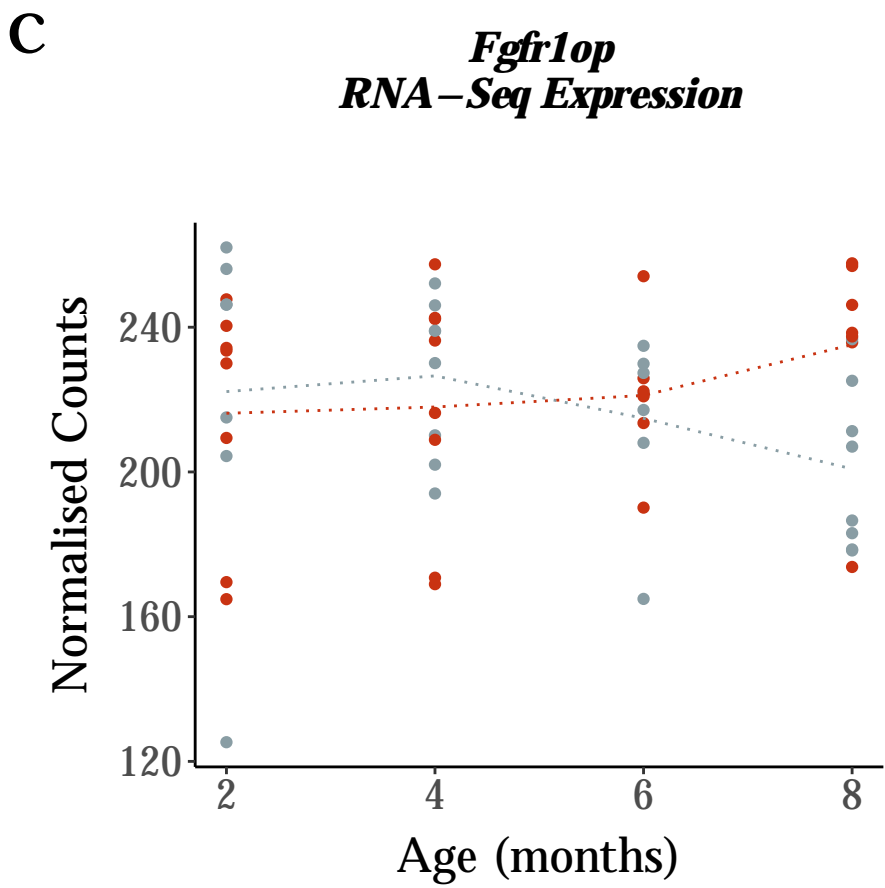 C
Fgfr1op
RNA–Seq Expression
Normalised Counts
240
200
160
120
2 4 6 8
Age (months)